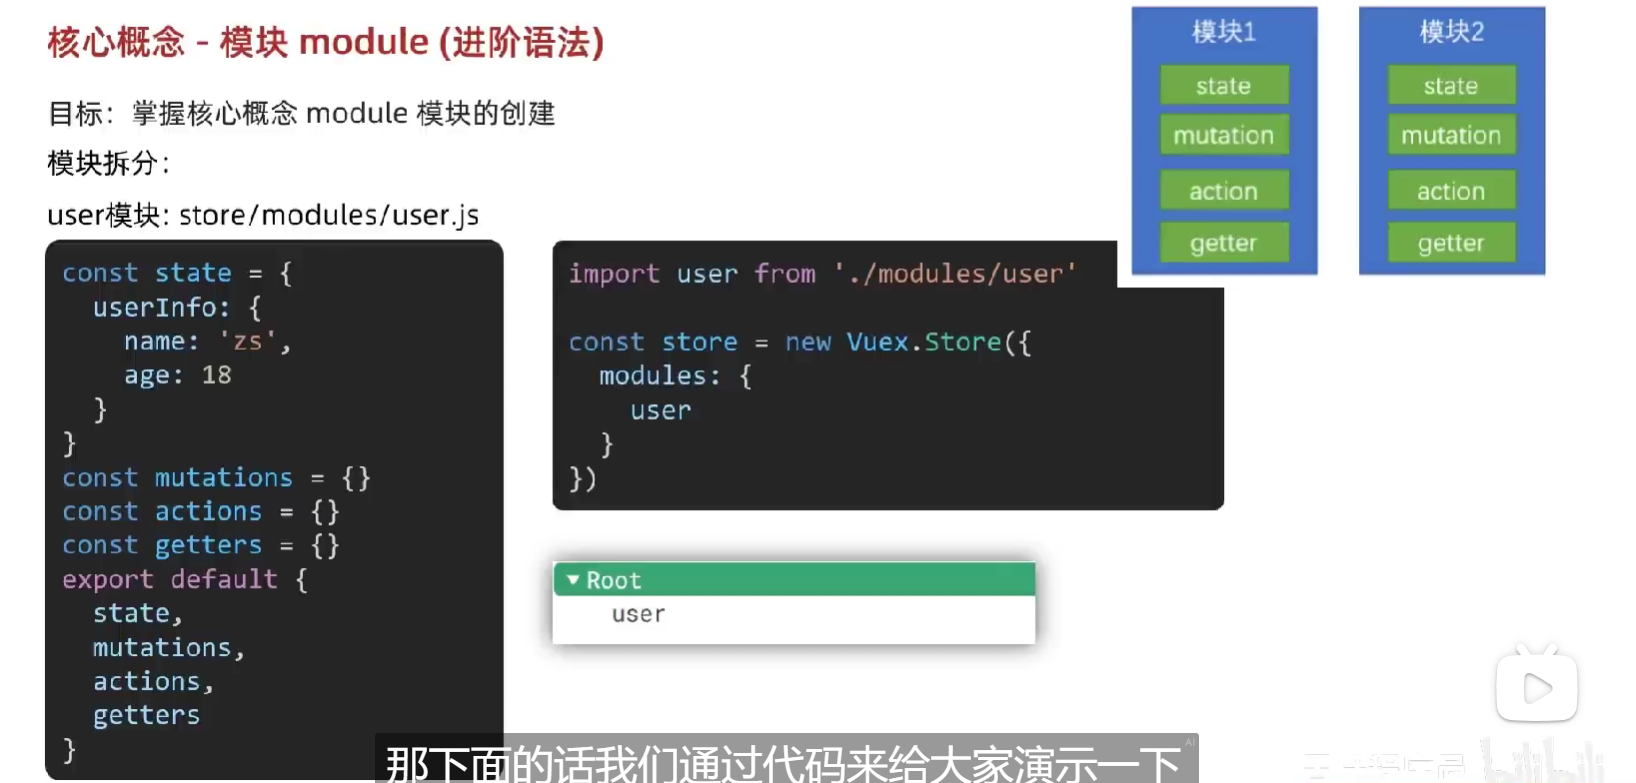 核心概念 - 模块 module (进阶语法)
目标：掌握核心概念 module 模块的创建
模块拆分：
user模块: store/modules/user.js
const state = {
  userInfo: {
    name: 'zs',
    age: 18
  }
}
const mutations = {}
const actions = {}
const getters = {}
export default {
  state,
  mutations,
  actions,
  getters
}
import user from './modules/user'
const store = new Vuex.Store({
  modules: {
    user
  }
})
Root
user
模块1
state
mutation
action
getter
模块2
state
mutation
action
getter
那下面的话我们通过代码来给大家演示一下
AI
bilibili